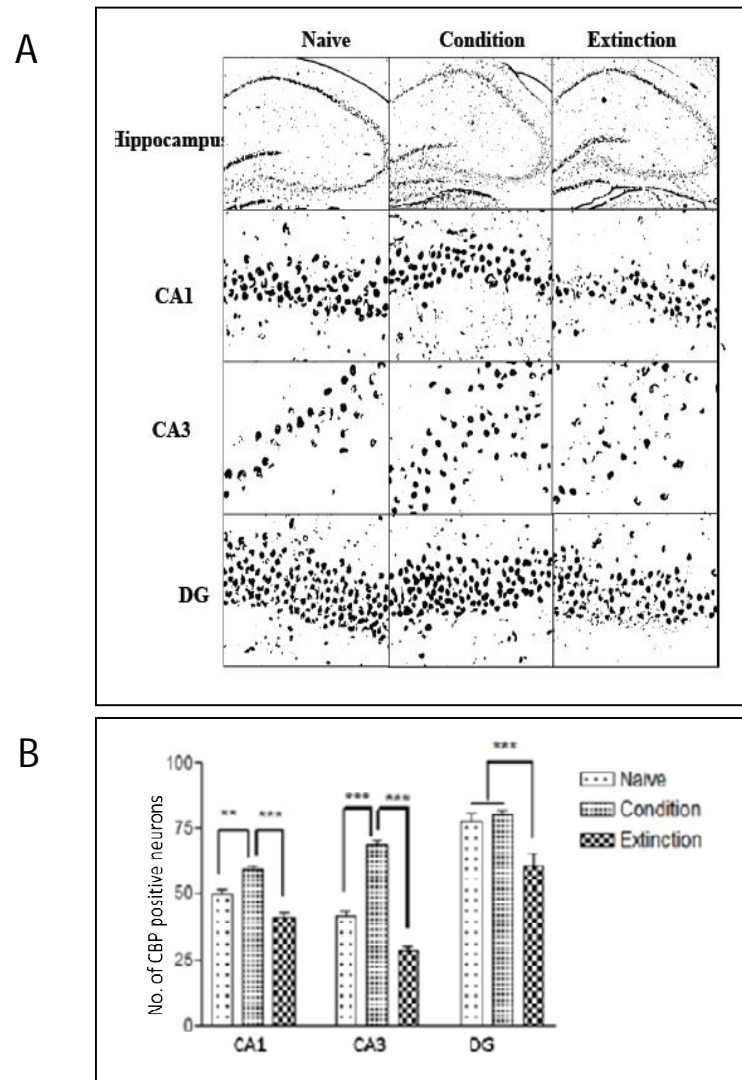 A
Naive Condition Extinction
Hippocampus
CA1
CA3
DG
B
No. of CBP positive neurons
100
75
50
25
0
** *** *** *** ***
Naive
Condition
Extinction
CA1 CA3 DG